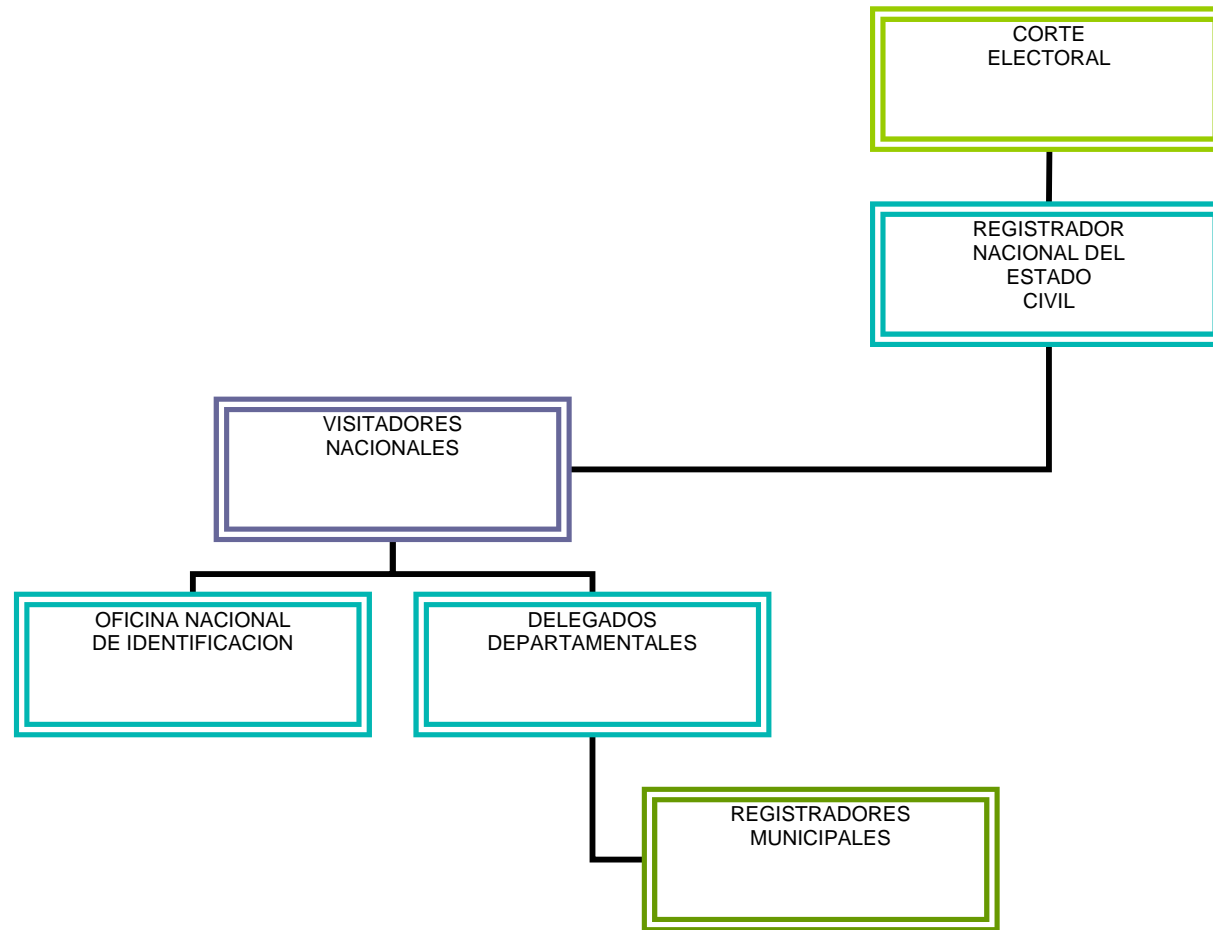 CORTE
ELECTORAL
REGISTRADOR
NACIONAL DEL
ESTADO
CIVIL
VISITADORES
NACIONALES
OFICINA NACIONAL
DE IDENTIFICACION
DELEGADOS
DEPARTAMENTALES
REGISTRADORES
MUNICIPALES